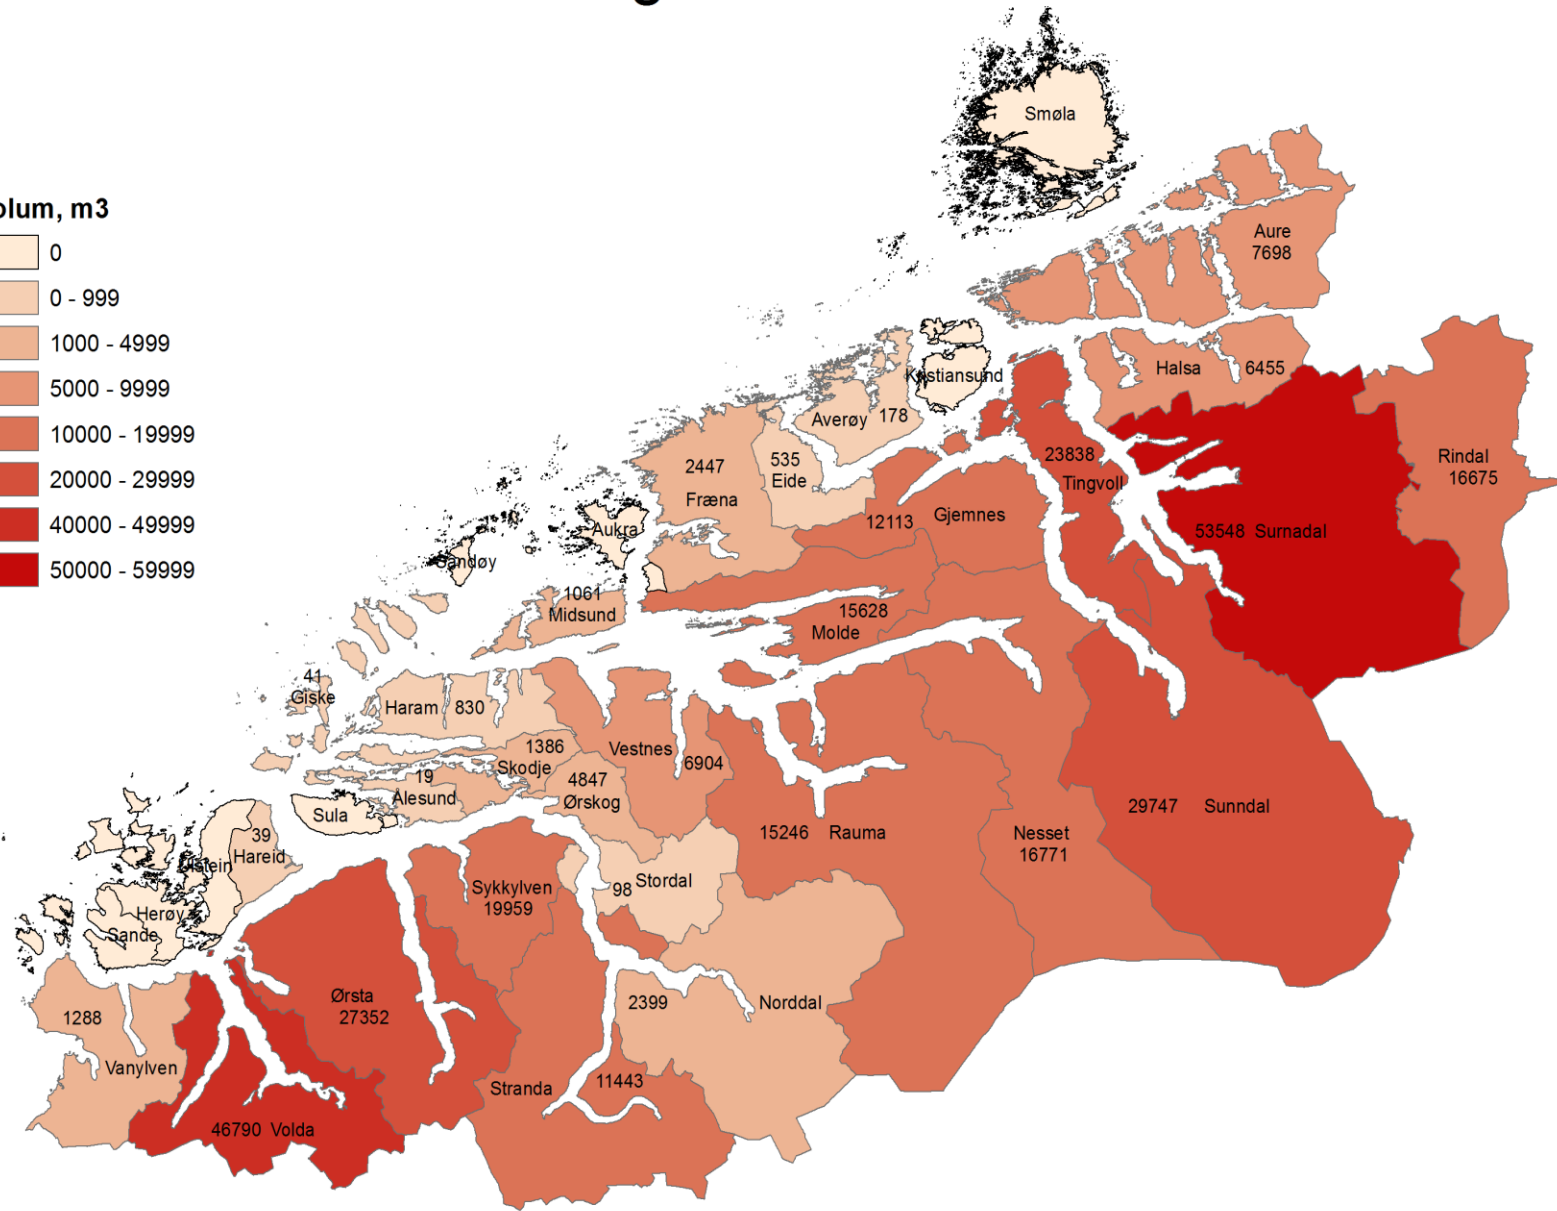 g
olum, m3
0
0 - 999
1000 - 4999
5000 - 9999
10000 - 19999
20000 - 29999
40000 - 49999
50000 - 59999
Smøla
Aure
7698
Halsa
6455
Kristiansund
Averøy
178
Rindal
16675
23838
Tingvoll
535
Eide
2447
Fræna
12113
Gjemnes
53548 Surnadal
Aukra
Sandøy
1061
Midsund
15628
Molde
41
Giske
Haram
830
1386
Skodje
Vestnes
6904
19
Ålesund
4847
Ørskog
Sula
15246 Rauma
29747 Sunndal
Nesset
16771
39
Hareid
Ulstein
Stordal
98
Sykkylven
19959
Herøy
Sande
Ørsta
27352
2399
Norddal
1288
Vanylven
Stranda
11443
46790 Volda